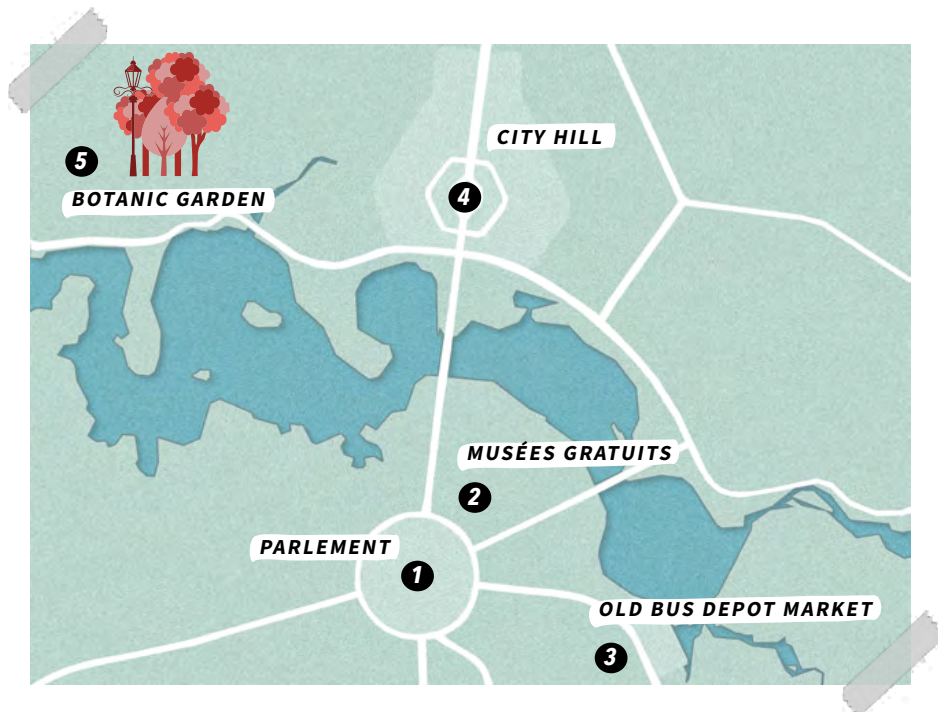 CITY HILL
4
5
BOTANIC GARDEN
MUSÉES GRATUITS
2
PARLEMENT
1
OLD BUS DEPOT MARKET
3